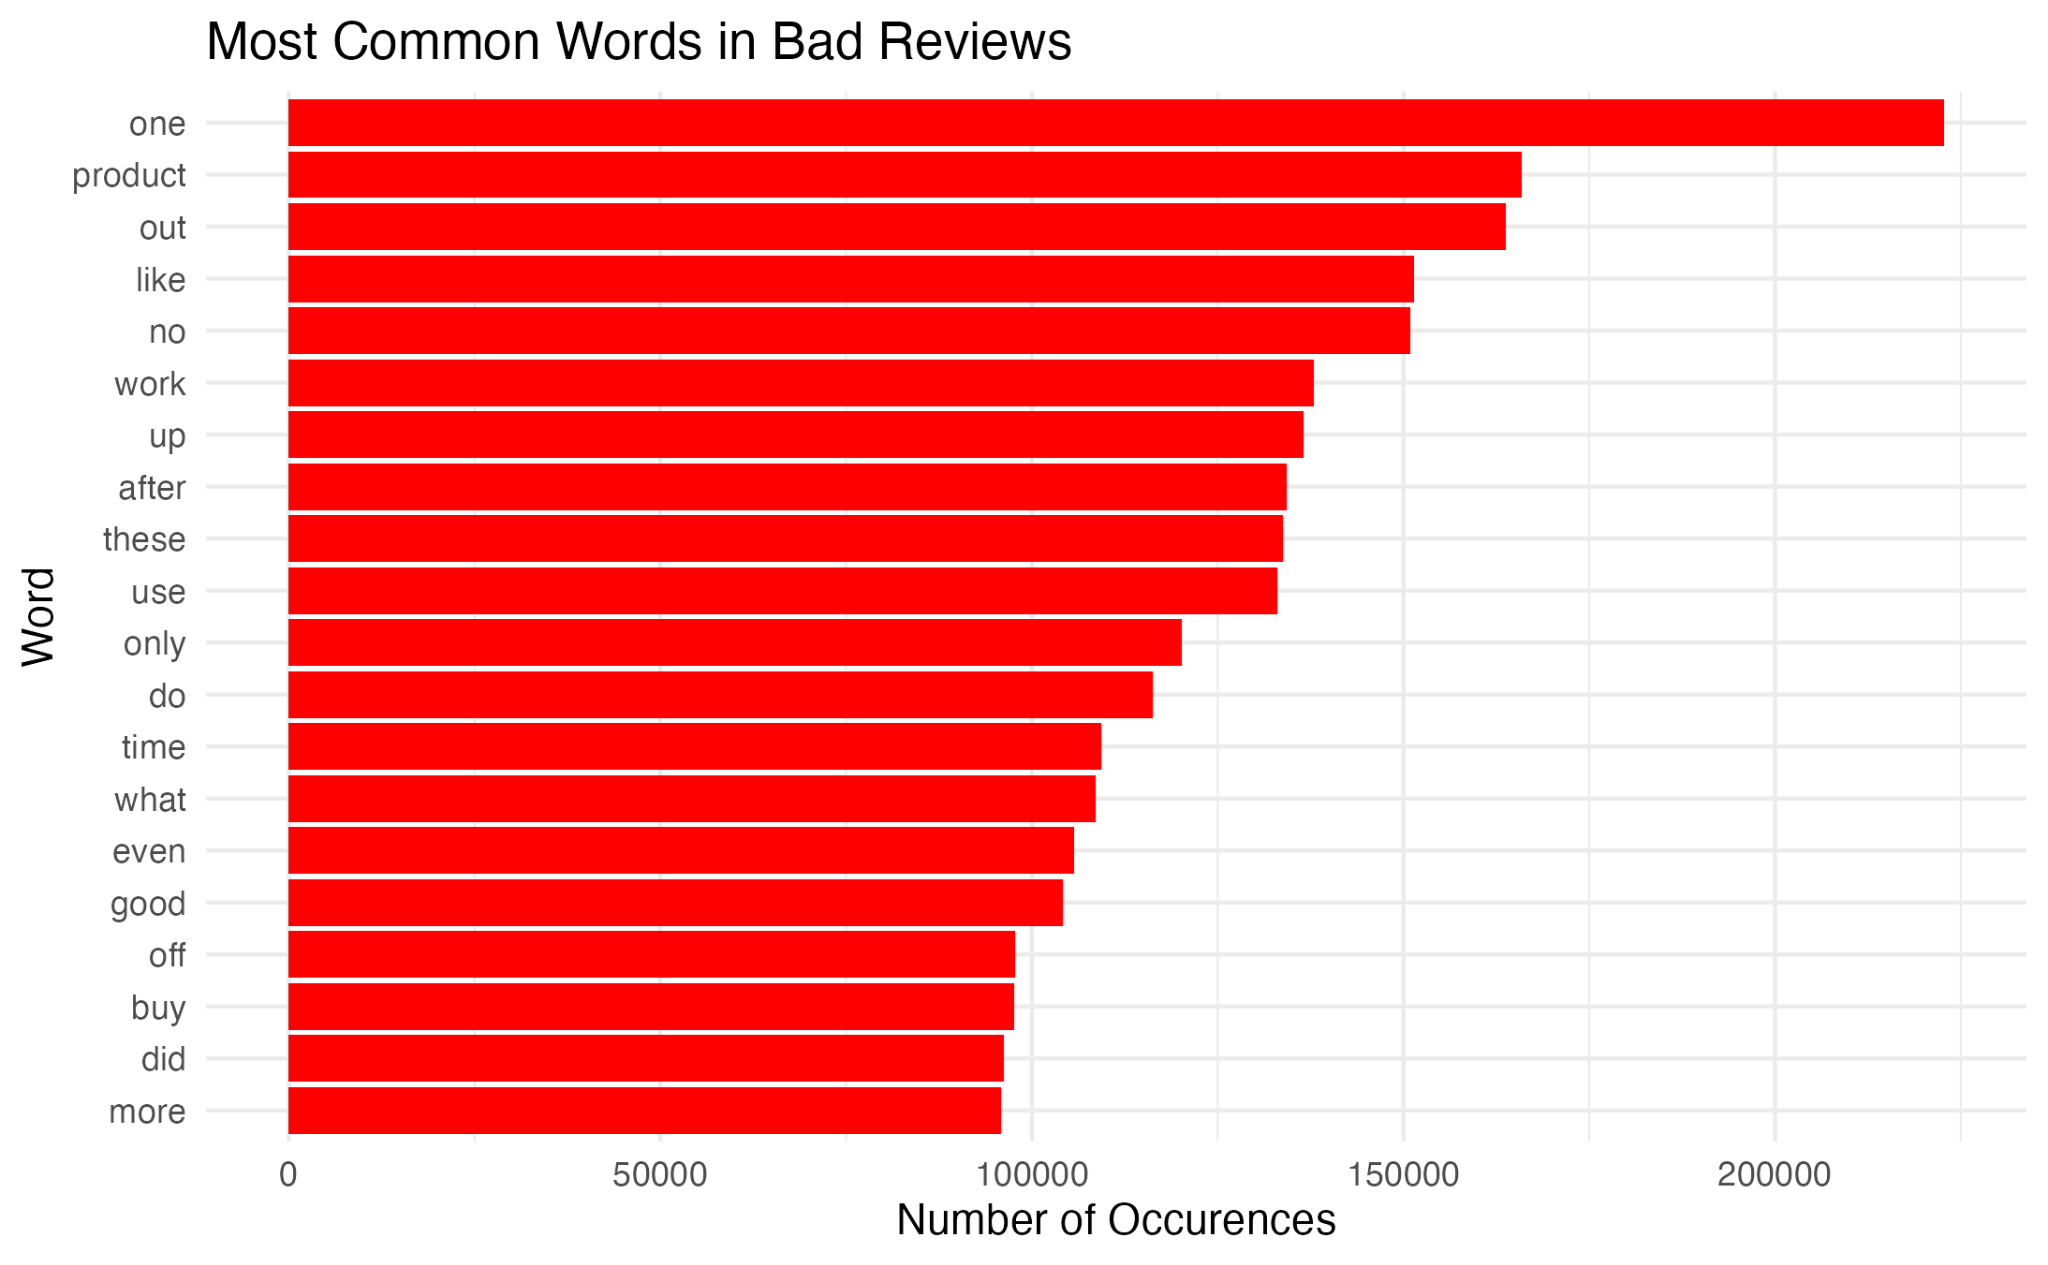 Most Common Words in Bad Reviews
one
product
out
like
no
work
up
after
these
use
only
do
time
what
even
good
off
buy
did
more
Word
0 50000 100000 150000 200000
Number of Occurences